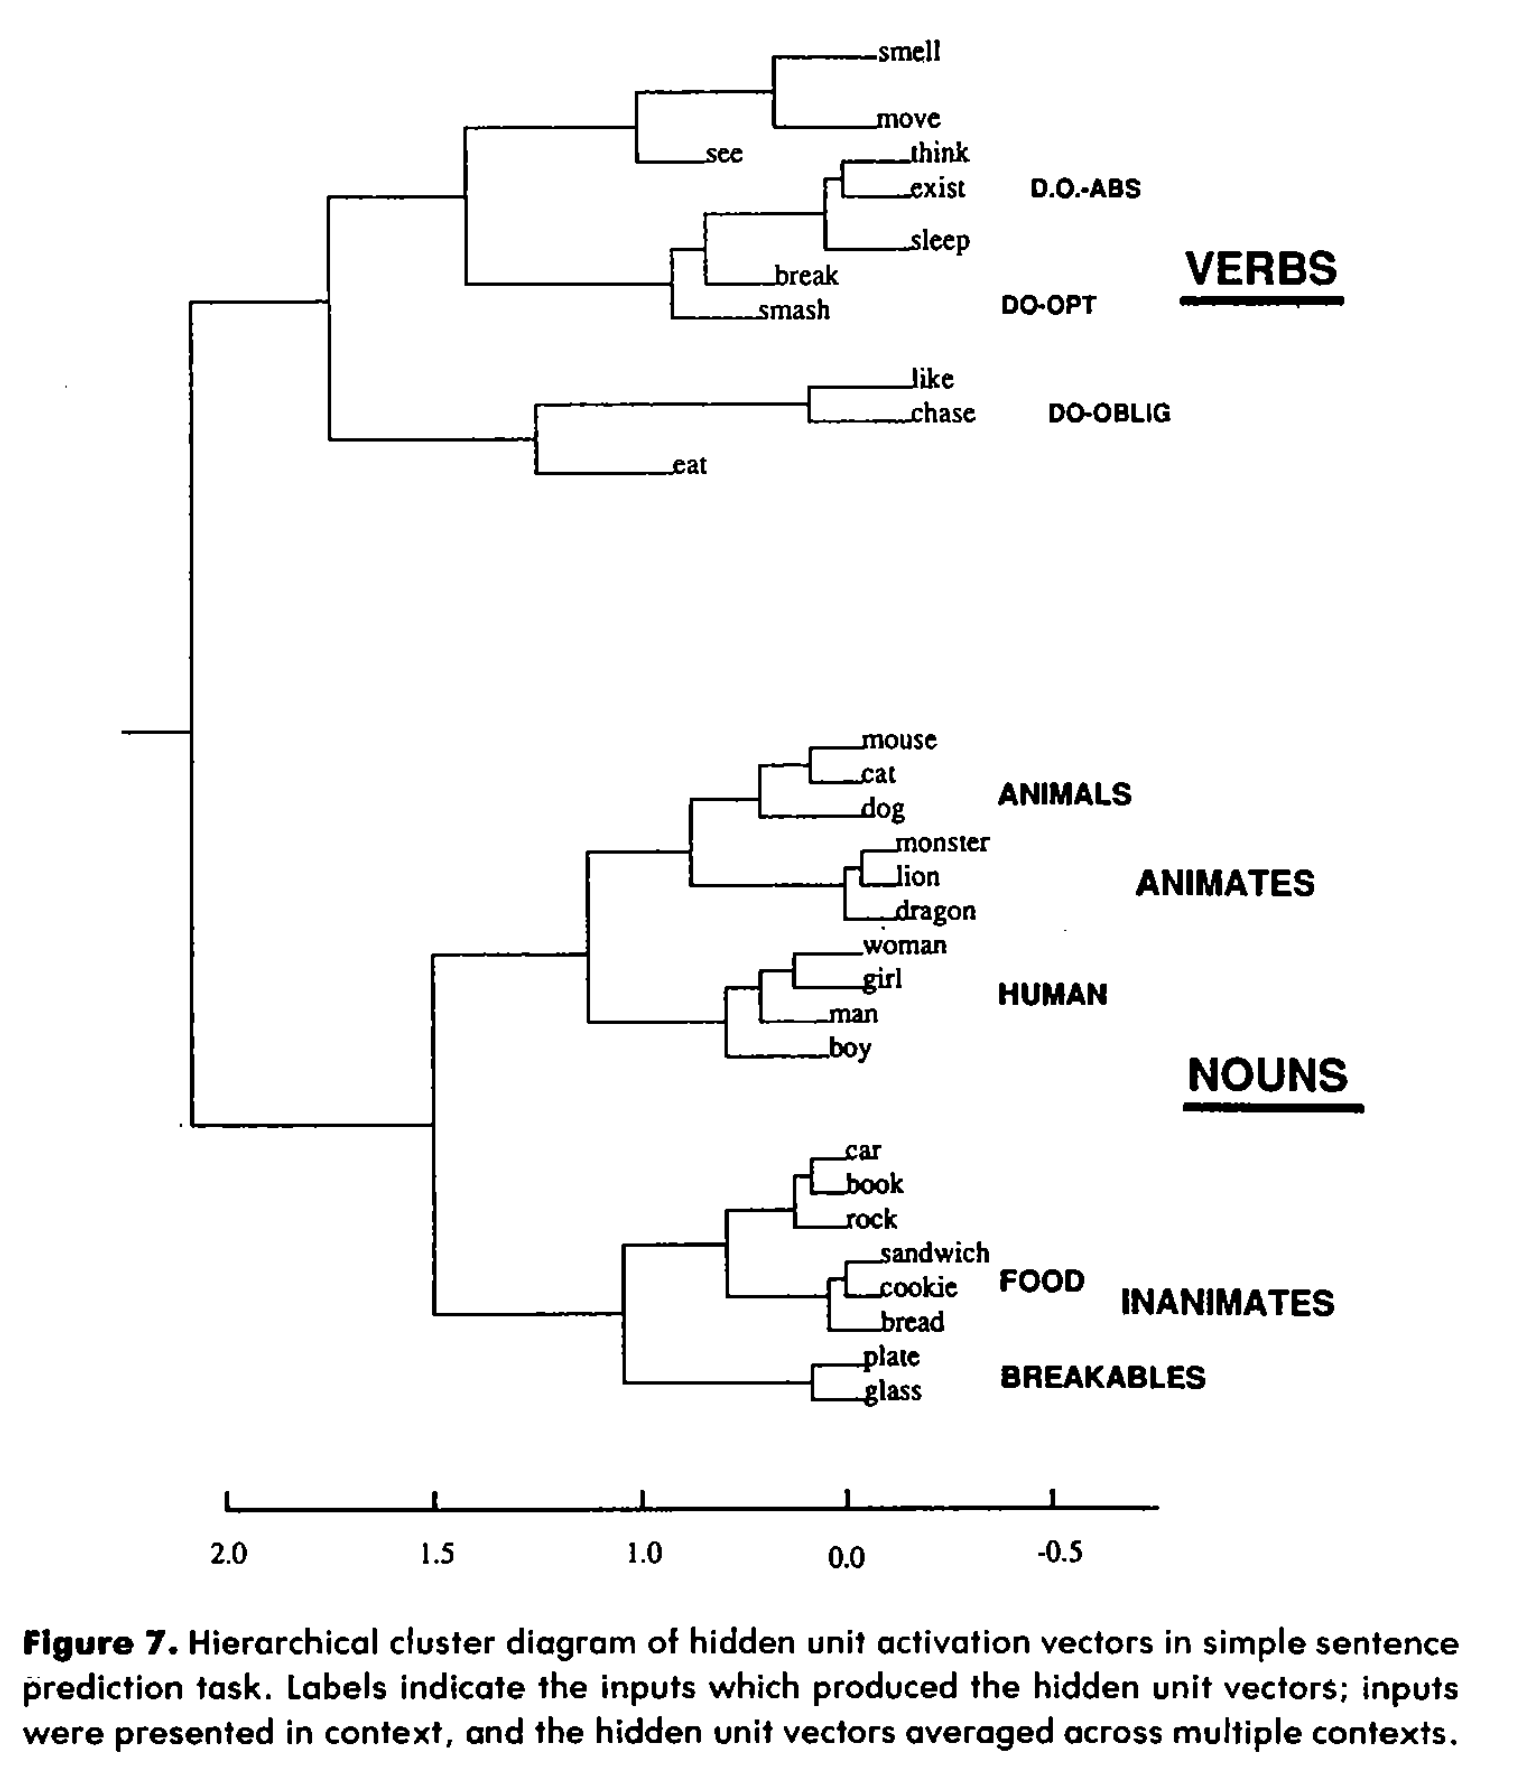 smell
move
see
think
exist
D.O.-ABS
sleep
VERBS
break
smash
DO-OPT
like
chase
DO-OBLIG
eat
mouse
cat
ANIMALS
dog
monster
lion
ANIMATES
dragon
woman
girl
HUMAN
man
boy
NOUNS
car
book
rock
sandwich
cookie
FOOD
INANIMATES
bread
plate
BREAKABLES
glass
2.0 1.5 1.0 0.0 -0.5
Figure 7. Hierarchical cluster diagram of hidden unit activation vectors in simple sentence
prediction task. Labels indicate the inputs which produced the hidden unit vectors; inputs
were presented in context, and the hidden unit vectors averaged across multiple contexts.